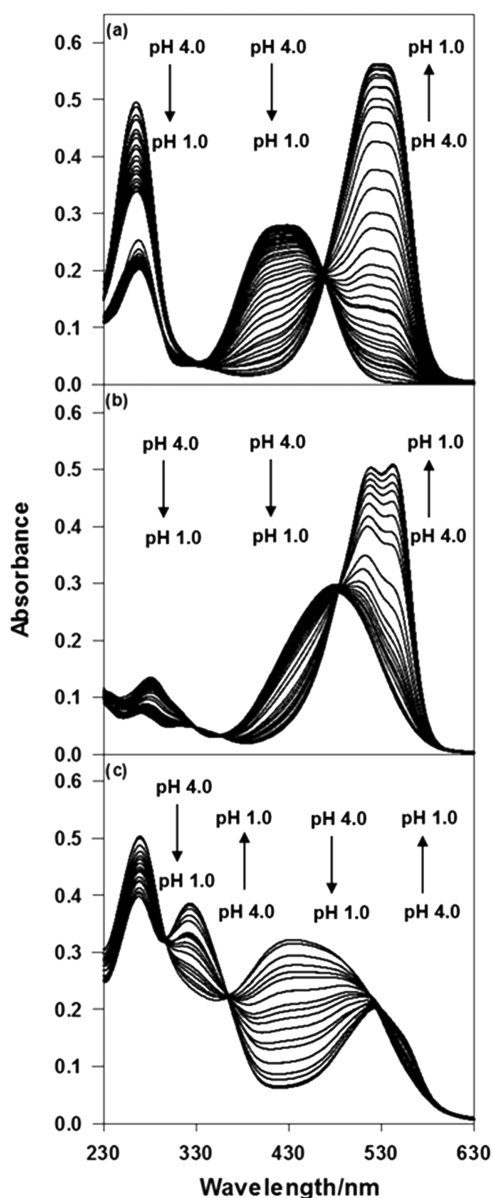 (a)
pH 4.0 pH 4.0 pH 1.0
pH 1.0 pH 1.0 pH 4.0
0.6
0.5
0.4
0.3
0.2
0.1
0.0
(b)
pH 4.0 pH 4.0 pH 1.0
pH 1.0 pH 1.0 pH 4.0
0.6
0.5
0.4
0.3
0.2
0.1
0.0
Absorbance
(c)
pH 4.0
pH 1.0 pH 4.0 pH 1.0
pH 1.0
pH 4.0 pH 1.0 pH 4.0
0.6
0.5
0.4
0.3
0.2
0.1
0.0
230 330 430 530 630
Wavelength/nm